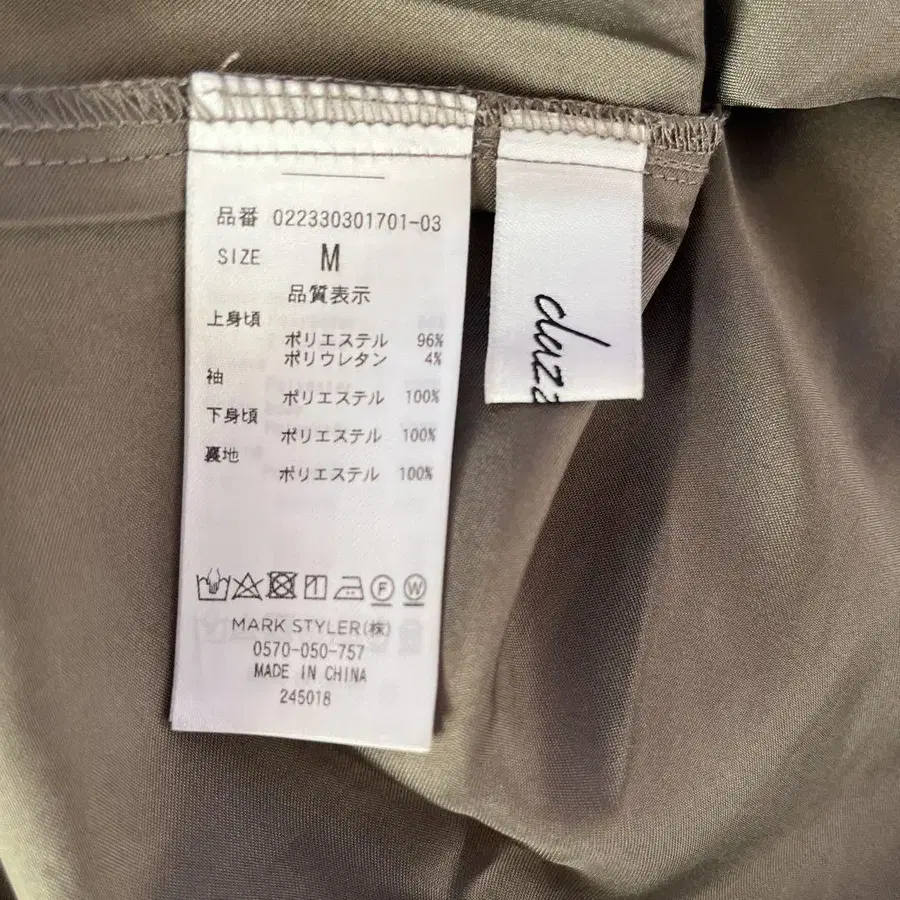 品番 022330301701-03
SIZE M
品質表示
上身頃
ポリエステル 96%
ポリウレタン 4%
袖
ポリエステル 100%
下身頃
ポリエステル 100%
裏地
ポリエステル 100%
F W
MARK STYLER(株)
0570-050-757
MADE IN CHINA
245018
dazz